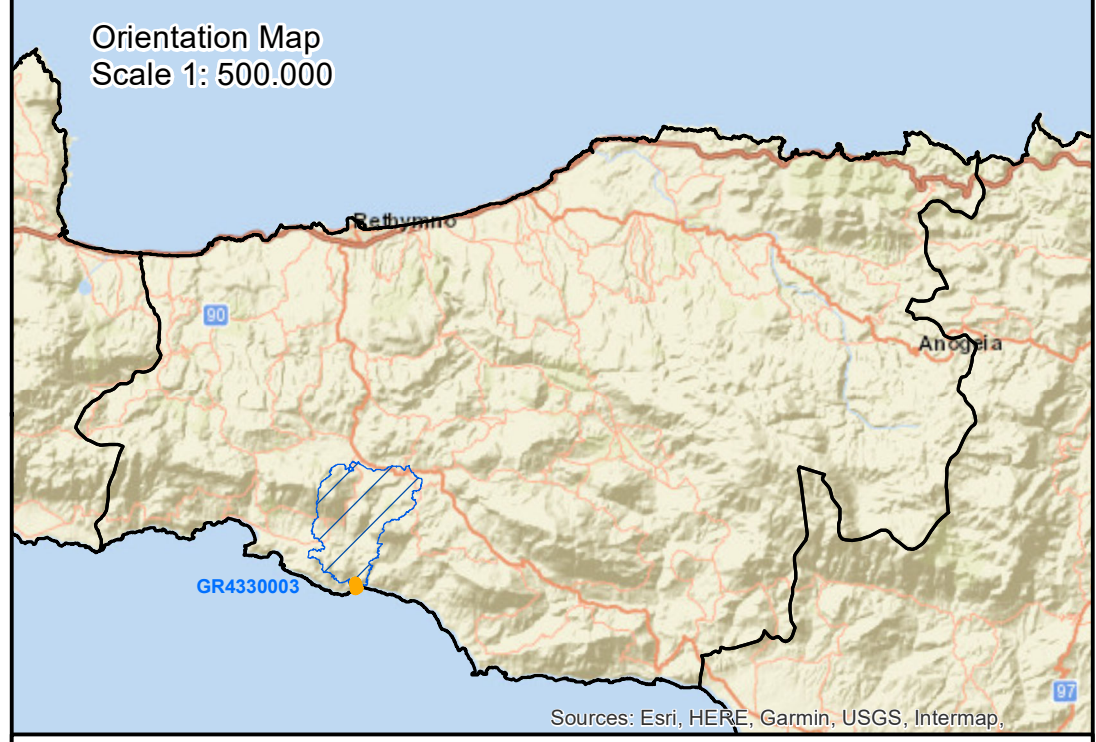 Orientation Map
Scale 1: 500.000
Rethymno
90
Anogeia
GR4330003
97
Sources: Esri, HERE, Garmin, USGS, Intermap,